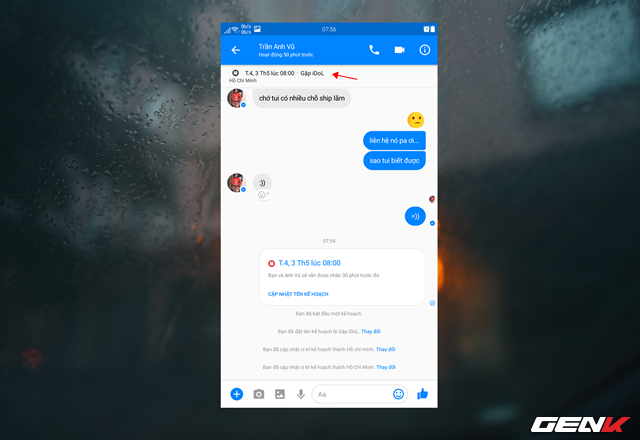 0b/s
0b/s
07:56
Trần Anh Vũ
Hoạt động 50 phút trước
T.4, 3 Th5 lúc 08:00 · Gặp iDoL
Hồ Chí Minh
chớ tui có nhiều chỗ ship lắm
liên hệ nó pa ơi...
sao tui biết được
:))
=))
07:54
T.4, 3 Th5 lúc 08:00
Bạn và Anh Vũ sẽ vẫn được nhắc 30 phút trước đó.
CẬP NHẬT TÊN KẾ HOẠCH
Bạn đã bắt đầu một kế hoạch.
Bạn đã đặt tên kế hoạch là Gặp iDoL. Thay đổi
Bạn đã cập nhật vị trí kế hoạch thành Hồ chí minh. Thay đổi
Bạn đã cập nhật vị trí kế hoạch thành Hồ Chí Minh. Thay đổi
Aa
GENK